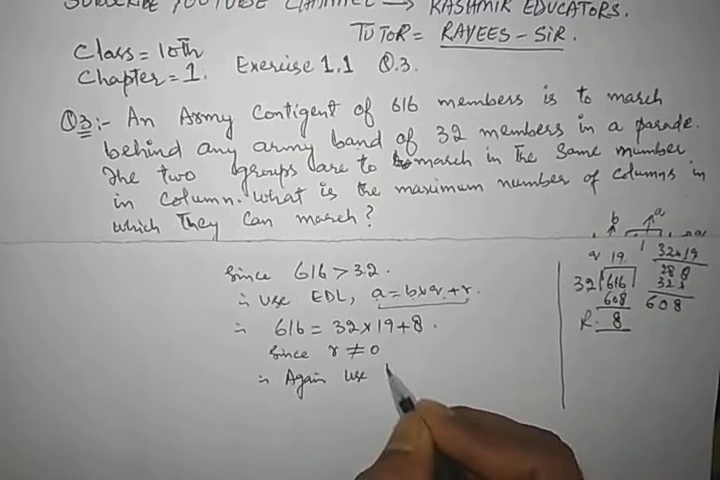 SUBSCRIBE YOUTUBE CHANNEL → KASHMIR EDUCATORS.
TUTOR = RAYEES - SIR.
Class = 10th
Chapter = 1. Exercise 1.1 Q.3.
Q3:- An Army Contigent of 616 members is to march
behind any army band of 32 members in a parade.
The two groups are to march in the same number
in column. What is the maximum number of columns in
which They can march?
Since 616 > 32.
∴ Use EDL, a = b×q + r.
∴ 616 = 32×19 + 8.
Since r ≠ 0
∴ Again Use
b a
q 19
32 616
608
R. 8
32×19
288
32×
608